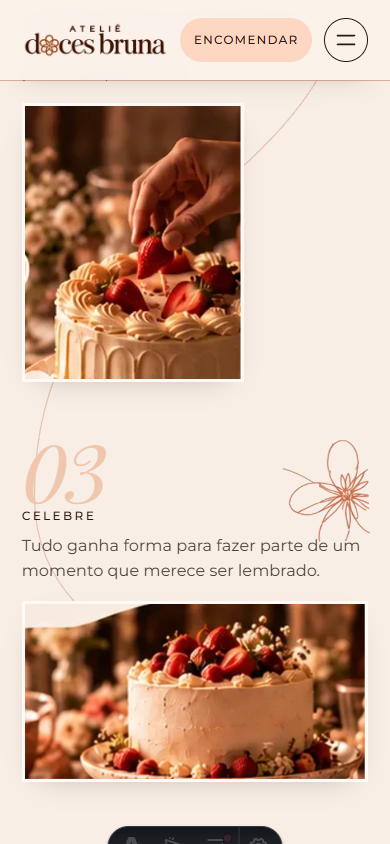 ATELIÊ
doces bruna
ENCOMENDAR
03
CELEBRE
Tudo ganha forma para fazer parte de um
momento que merece ser lembrado.